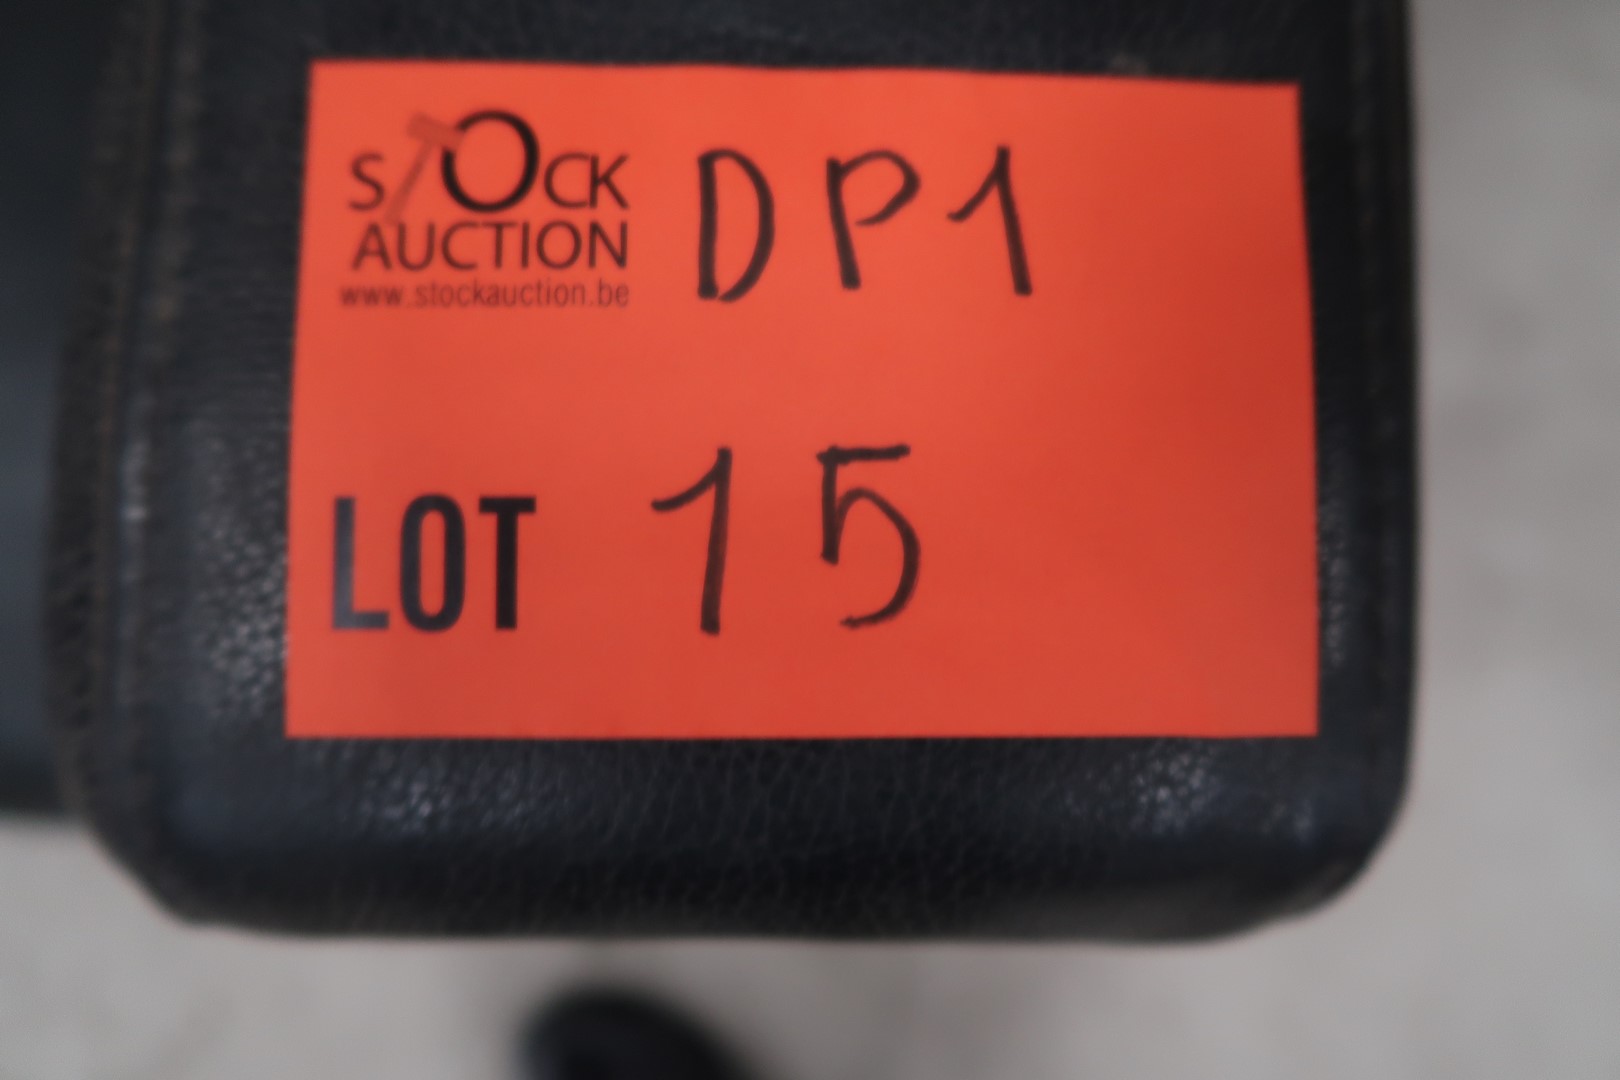 STOCK DP1
AUCTION
www.stockauction.be
LOT 15